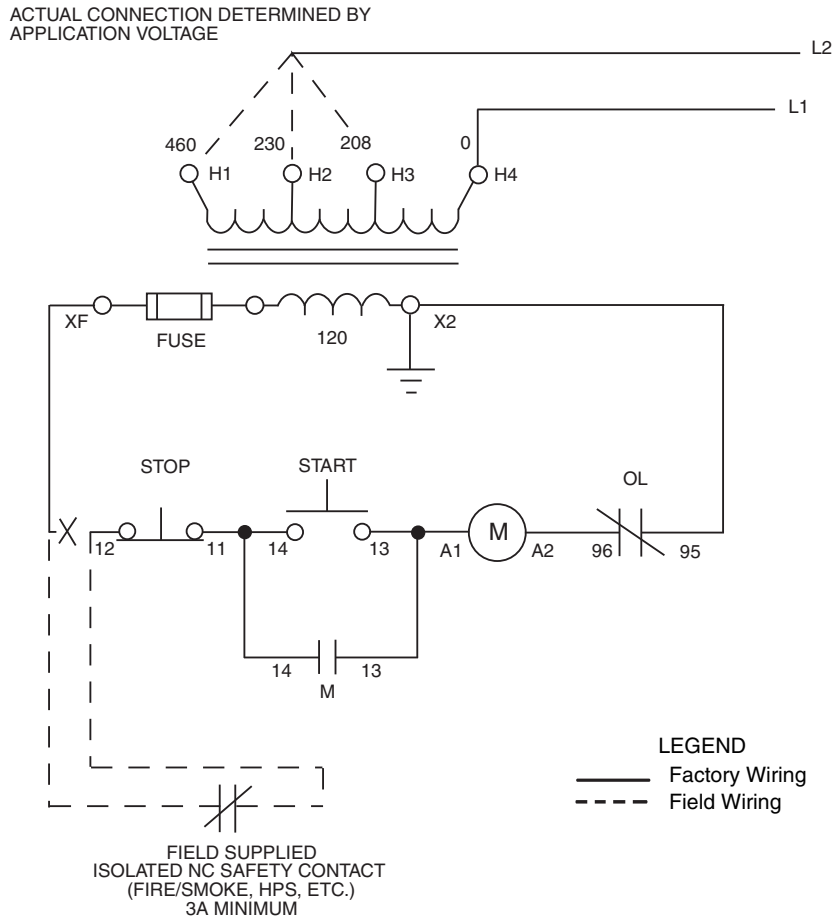 ACTUAL CONNECTION DETERMINED BY
APPLICATION VOLTAGE
L2
L1
460
230
208
0
H1
H2
H3
H4
XF
FUSE
120
X2
STOP
START
OL
12
11
14
13
A1
M
A2
96
95
14
13
M
LEGEND
Factory Wiring
Field Wiring
FIELD SUPPLIED
ISOLATED NC SAFETY CONTACT
(FIRE/SMOKE, HPS, ETC.)
3A MINIMUM